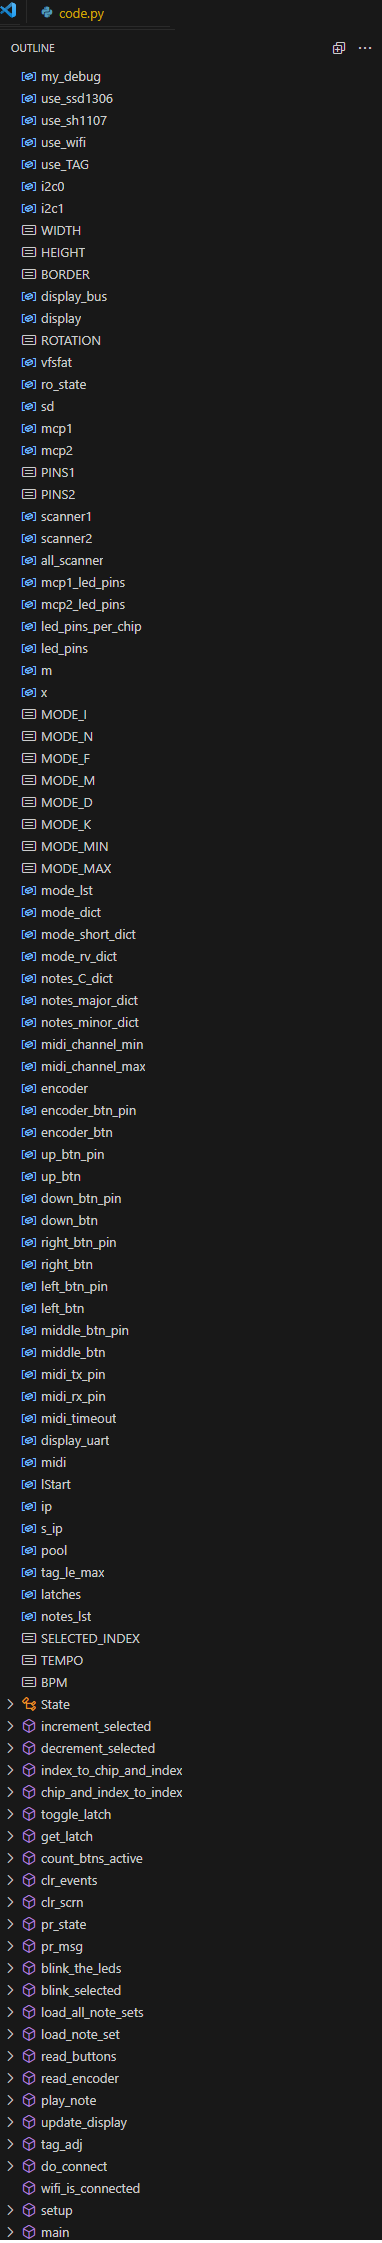 code.py
OUTLINE
my_debug
use_ssd1306
use_sh1107
use_wifi
use_TAG
i2c0
i2c1
WIDTH
HEIGHT
BORDER
display_bus
display
ROTATION
vfsfat
ro_state
sd
mcp1
mcp2
PINS1
PINS2
scanner1
scanner2
all_scanner
mcp1_led_pins
mcp2_led_pins
led_pins_per_chip
led_pins
m
x
MODE_I
MODE_N
MODE_F
MODE_M
MODE_D
MODE_K
MODE_MIN
MODE_MAX
mode_lst
mode_dict
mode_short_dict
mode_rv_dict
notes_C_dict
notes_major_dict
notes_minor_dict
midi_channel_min
midi_channel_max
encoder
encoder_btn_pin
encoder_btn
up_btn_pin
up_btn
down_btn_pin
down_btn
right_btn_pin
right_btn
left_btn_pin
left_btn
middle_btn_pin
middle_btn
midi_tx_pin
midi_rx_pin
midi_timeout
display_uart
midi
lStart
ip
s_ip
pool
tag_le_max
latches
notes_lst
SELECTED_INDEX
TEMPO
BPM
State
increment_selected
decrement_selected
index_to_chip_and_index
chip_and_index_to_index
toggle_latch
get_latch
count_btns_active
clr_events
clr_scrn
pr_state
pr_msg
blink_the_leds
blink_selected
load_all_note_sets
load_note_set
read_buttons
read_encoder
play_note
update_display
tag_adj
do_connect
wifi_is_connected
setup
main